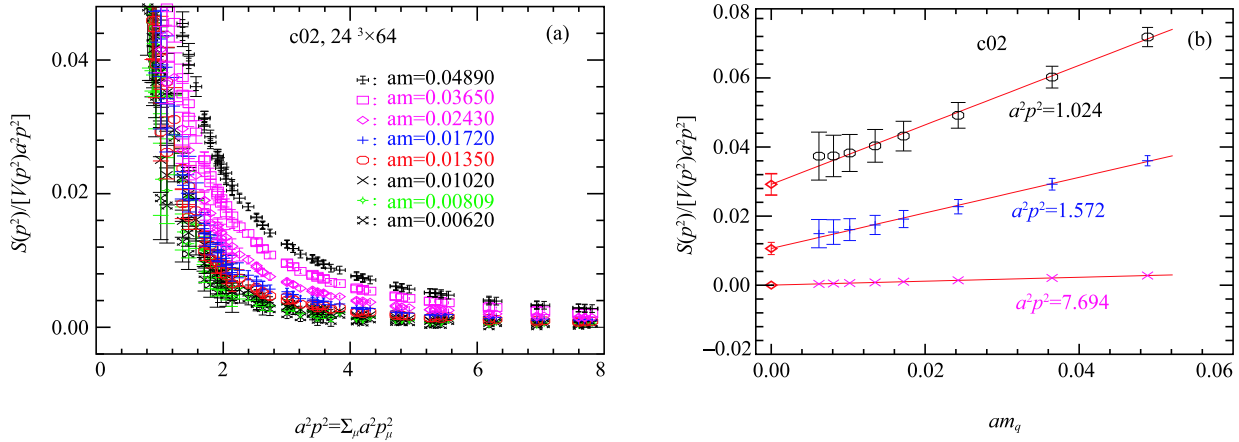 c02, 24 ³×64
(a)
am=0.04890
am=0.03650
am=0.02430
am=0.01720
am=0.01350
am=0.01020
am=0.00809
am=0.00620
S(p²)/[V(p²)a²p²]
0.04
0.02
0.00
0 2 4 6 8
a²p²=Σ_μ a²p²_μ
(b)
c02
a²p²=1.024
a²p²=1.572
a²p²=7.694
S(p²)/[V(p²)a²p²]
0.08
0.06
0.04
0.02
0.00
−0.02
0.00 0.02 0.04 0.06
am_q